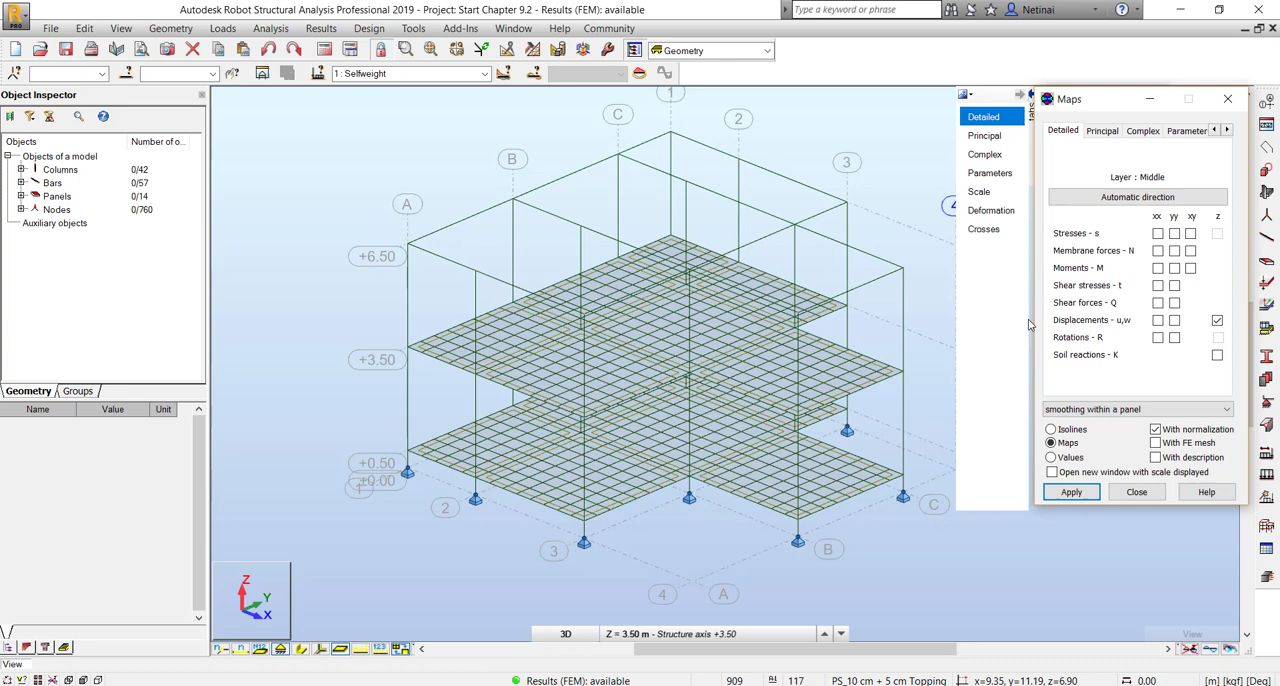 Autodesk Robot Structural Analysis Professional 2019 - Project: Start Chapter 9.2 - Results (FEM): available
Type a keyword or phrase
Netinai
PRO
File Edit View Geometry Loads Analysis Results Design Tools Add-Ins Window Help Community
Geometry
1: Selfweight
Object Inspector
Objects Number of o...
Objects of a model
Columns 0/42
Bars 0/57
Panels 0/14
Nodes 0/760
Auxiliary objects
Geometry Groups
Name Value Unit
1
C
2
B
3
A
4
+6.50
+3.50
+0.50
+0.00
1
2
C
3
B
4
A
Z
Y
X
3D
Z = 3.50 m - Structure axis +3.50
View
Detailed
Principal
Complex
Parameters
Scale
Deformation
Crosses
tabs
Maps
Detailed Principal Complex Parameter
Layer : Middle
Automatic direction
xx yy xy z
Stresses - s
Membrane forces - N
Moments - M
Shear stresses - t
Shear forces - Q
Displacements - u,w
Rotations - R
Soil reactions - K
smoothing within a panel
Isolines With normalization
Maps With FE mesh
Values With description
Open new window with scale displayed
Apply Close Help
View
Results (FEM): available 909 117 PS_10 cm + 5 cm Topping x=9.35, y=11.19, z=6.90 0.00 [m] [kgf] [Deg]